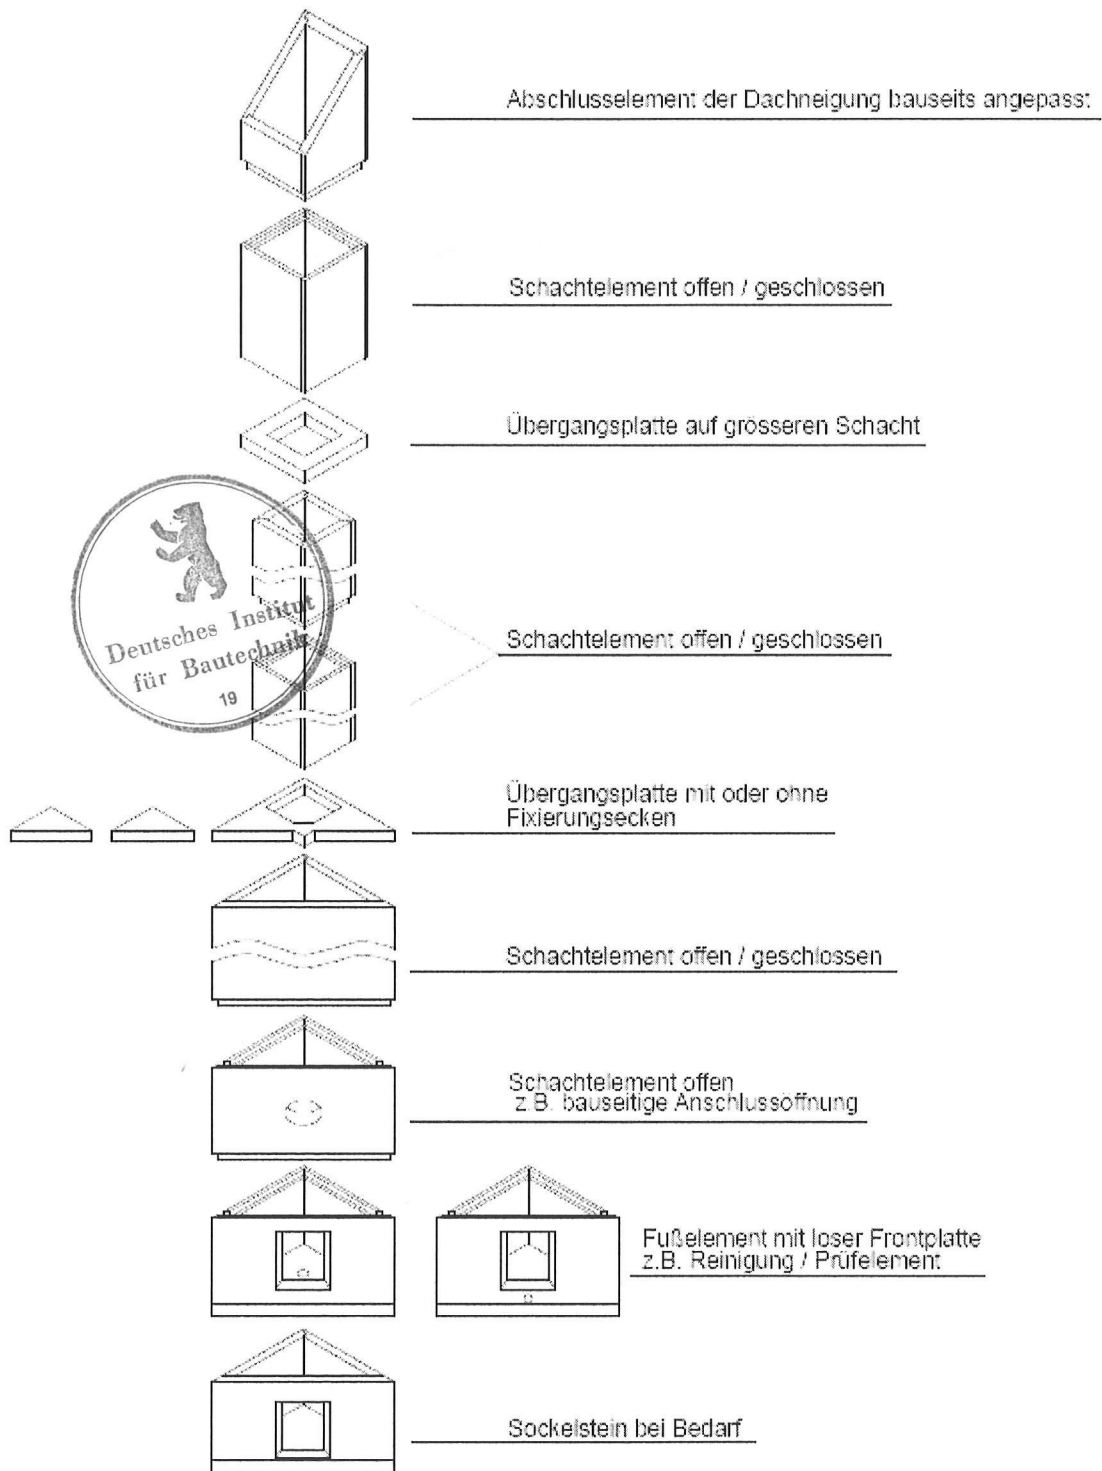 Abschlusselement der Dachneigung bauseits angepasst
Schachtelement offen / geschlossen
Übergangsplatte auf grösseren Schacht
Deutsches Institut
für Bautechnik
19
Schachtelement offen / geschlossen
Übergangsplatte mit oder ohne
Fixierungsecken
Schachtelement offen / geschlossen
Schachtelement offen
z.B. bauseitige Anschlussöffnung
Fußelement mit loser Frontplatte
z.B. Reinigung / Prüfelement
Sockelstein bei Bedarf